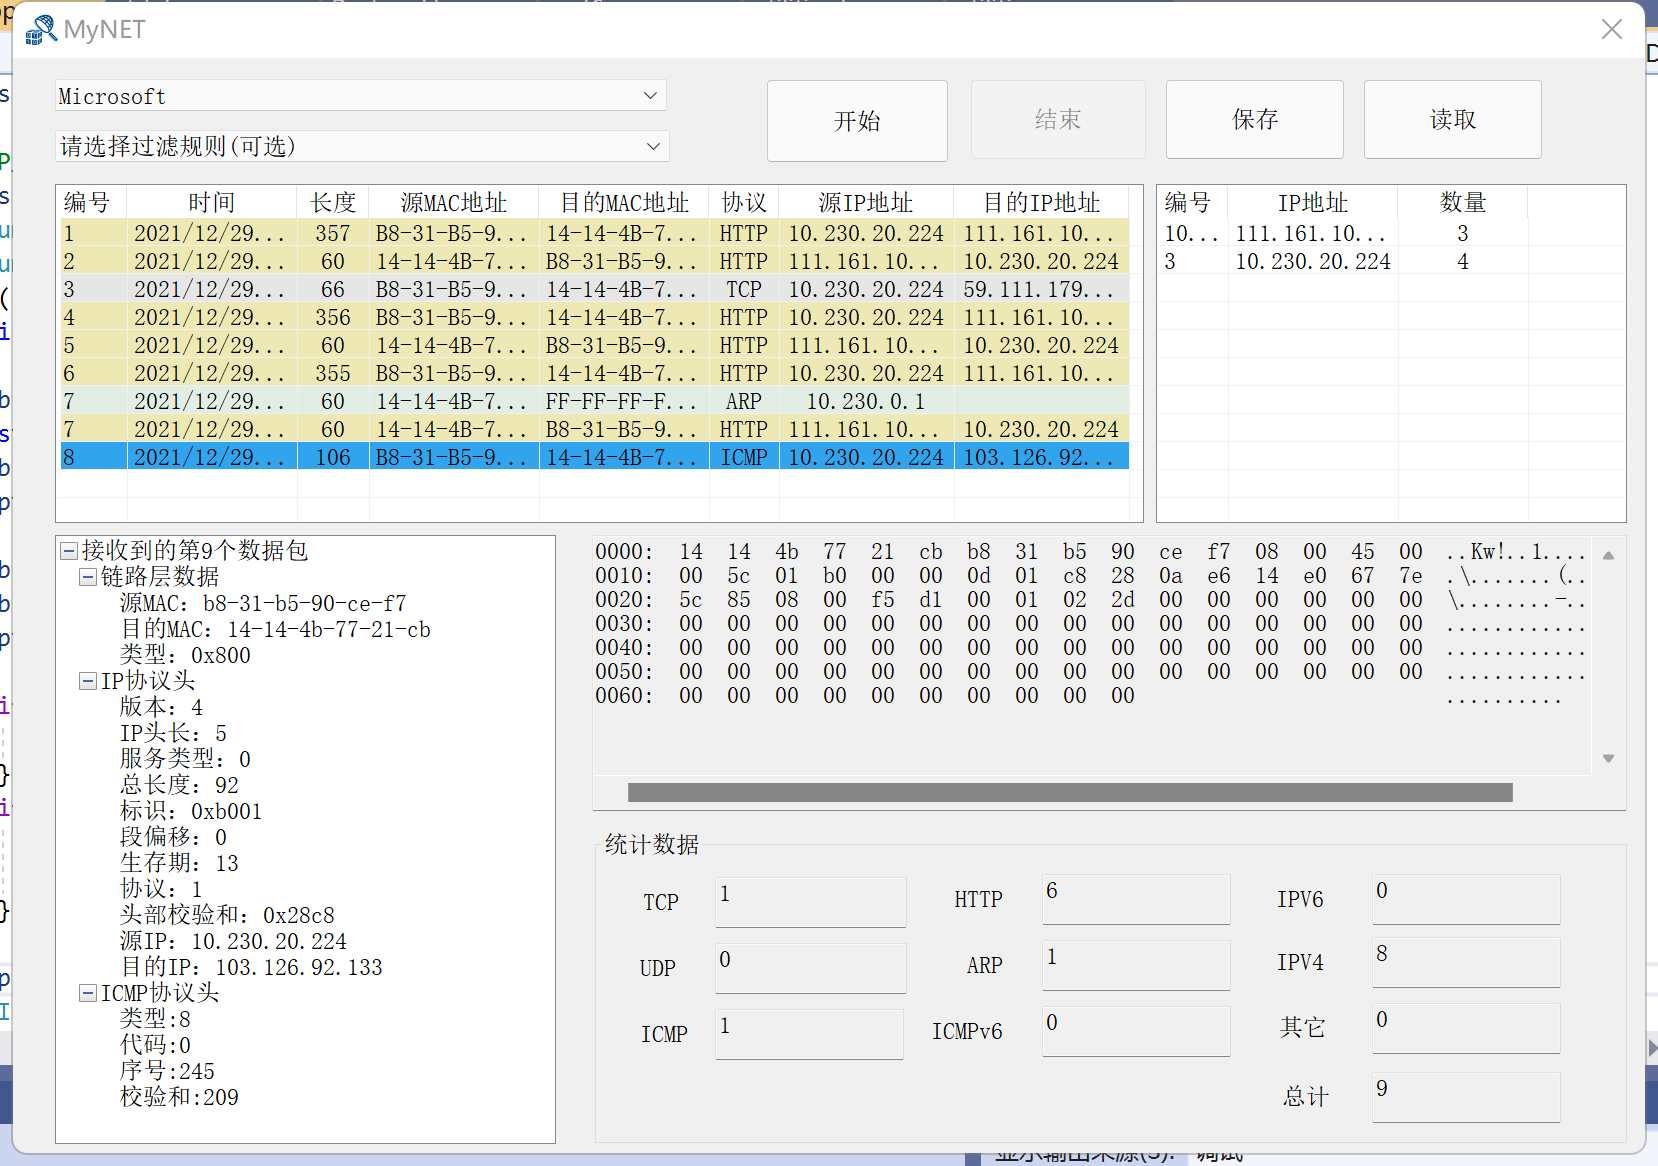 MyNET
Microsoft
请选择过滤规则(可选)
开始
结束
保存
读取
编号 时间 长度 源MAC地址 目的MAC地址 协议 源IP地址 目的IP地址
1 2021/12/29... 357 B8-31-B5-9... 14-14-4B-7... HTTP 10.230.20.224 111.161.10...
2 2021/12/29... 60 14-14-4B-7... B8-31-B5-9... HTTP 111.161.10... 10.230.20.224
3 2021/12/29... 66 B8-31-B5-9... 14-14-4B-7... TCP 10.230.20.224 59.111.179...
4 2021/12/29... 356 B8-31-B5-9... 14-14-4B-7... HTTP 10.230.20.224 111.161.10...
5 2021/12/29... 60 14-14-4B-7... B8-31-B5-9... HTTP 111.161.10... 10.230.20.224
6 2021/12/29... 355 B8-31-B5-9... 14-14-4B-7... HTTP 10.230.20.224 111.161.10...
7 2021/12/29... 60 14-14-4B-7... FF-FF-FF-F... ARP 10.230.0.1
7 2021/12/29... 60 14-14-4B-7... B8-31-B5-9... HTTP 111.161.10... 10.230.20.224
8 2021/12/29... 106 B8-31-B5-9... 14-14-4B-7... ICMP 10.230.20.224 103.126.92...
编号 IP地址 数量
10... 111.161.10... 3
3 10.230.20.224 4
接收到的第9个数据包
链路层数据
源MAC: b8-31-b5-90-ce-f7
目的MAC: 14-14-4b-77-21-cb
类型: 0x800
IP协议头
版本: 4
IP头长: 5
服务类型: 0
总长度: 92
标识: 0xb001
段偏移: 0
生存期: 13
协议: 1
头部校验和: 0x28c8
源IP: 10.230.20.224
目的IP: 103.126.92.133
ICMP协议头
类型:8
代码:0
序号:245
校验和:209
0000: 14 14 4b 77 21 cb b8 31 b5 90 ce f7 08 00 45 00 ..Kw!..1....
0010: 00 5c 01 b0 00 00 0d 01 c8 28 0a e6 14 e0 67 7e .\.......(..
0020: 5c 85 08 00 f5 d1 00 01 02 2d 00 00 00 00 00 00 \........-..
0030: 00 00 00 00 00 00 00 00 00 00 00 00 00 00 00 00 ............
0040: 00 00 00 00 00 00 00 00 00 00 00 00 00 00 00 00 ............
0050: 00 00 00 00 00 00 00 00 00 00 00 00 00 00 00 00 ............
0060: 00 00 00 00 00 00 00 00 00 00 ..........
统计数据
TCP 1 HTTP 6 IPV6 0
UDP 0 ARP 1 IPV4 8
ICMP 1 ICMPv6 0 其它 0
总计 9